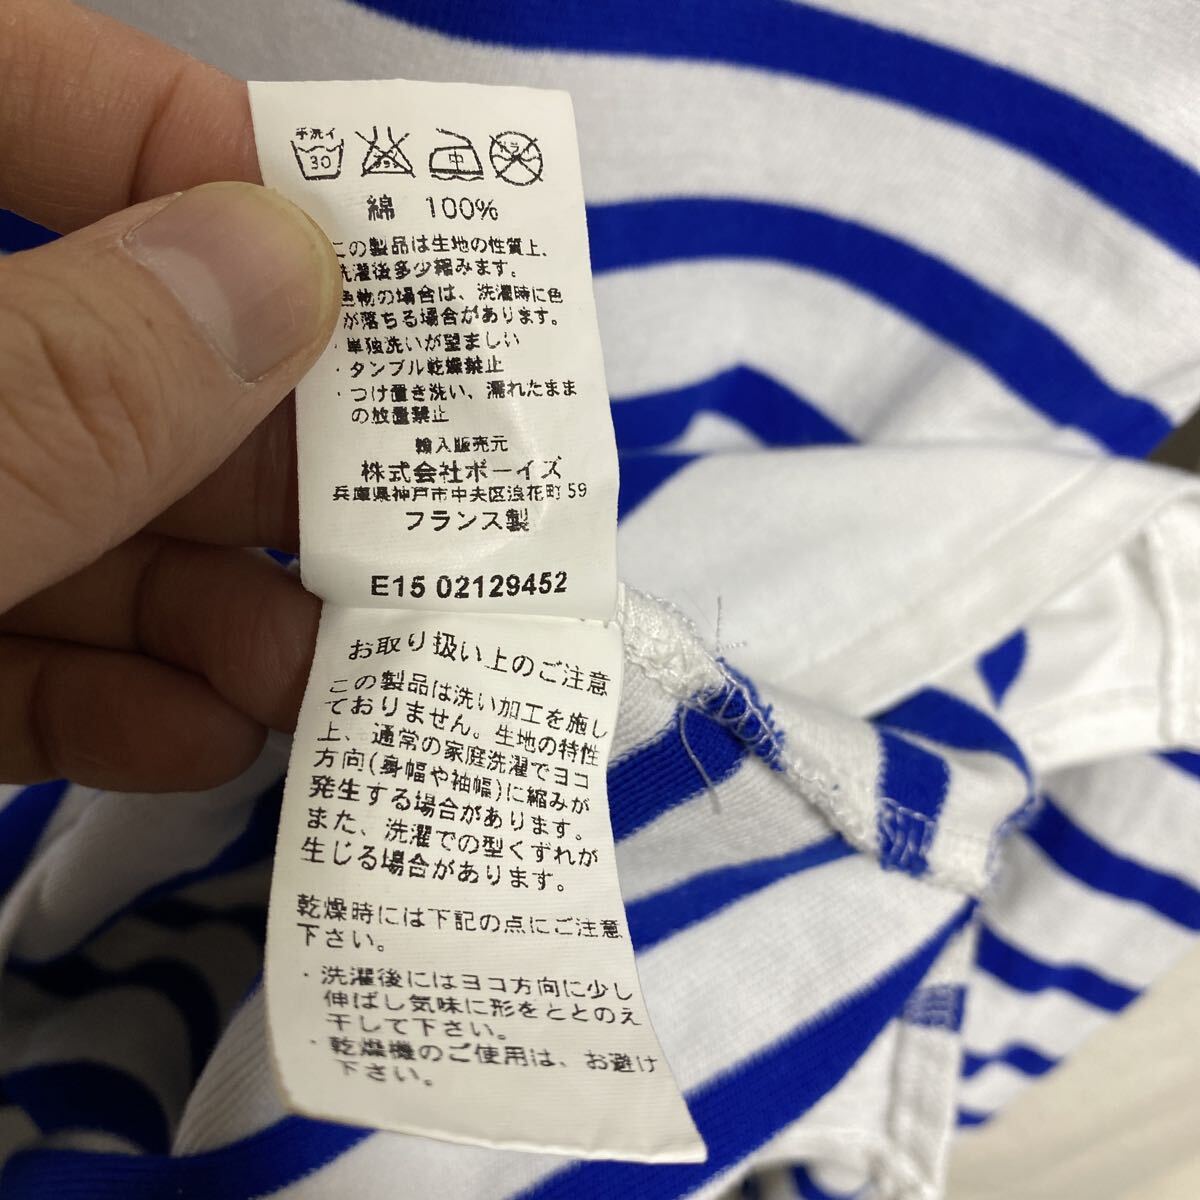 手洗イ
30 エンソサラシ 中 ドライ
綿 100%
この製品は生地の性質上、
洗濯後多少縮みます。
色物の場合は、洗濯時に色
が落ちる場合があります。
・単独洗いが望ましい
・タンブル乾燥禁止
・つけ置き洗い、濡れたまま
の放置禁止
輸入販売元
株式会社ボーイズ
兵庫県神戸市中央区浪花町59
フランス製
E15 02129452
お取り扱い上のご注意
この製品は洗い加工を施し
ておりません。生地の特性
上、通常の家庭洗濯でヨコ
方向(身幅や袖幅)に縮みが
発生する場合があります。
また、洗濯での型くずれが
生じる場合があります。
乾燥時には下記の点にご注意
下さい。
・洗濯後にはヨコ方向に少し
伸ばし気味に形をととのえ
干して下さい。
・乾燥機のご使用は、お避け
下さい。